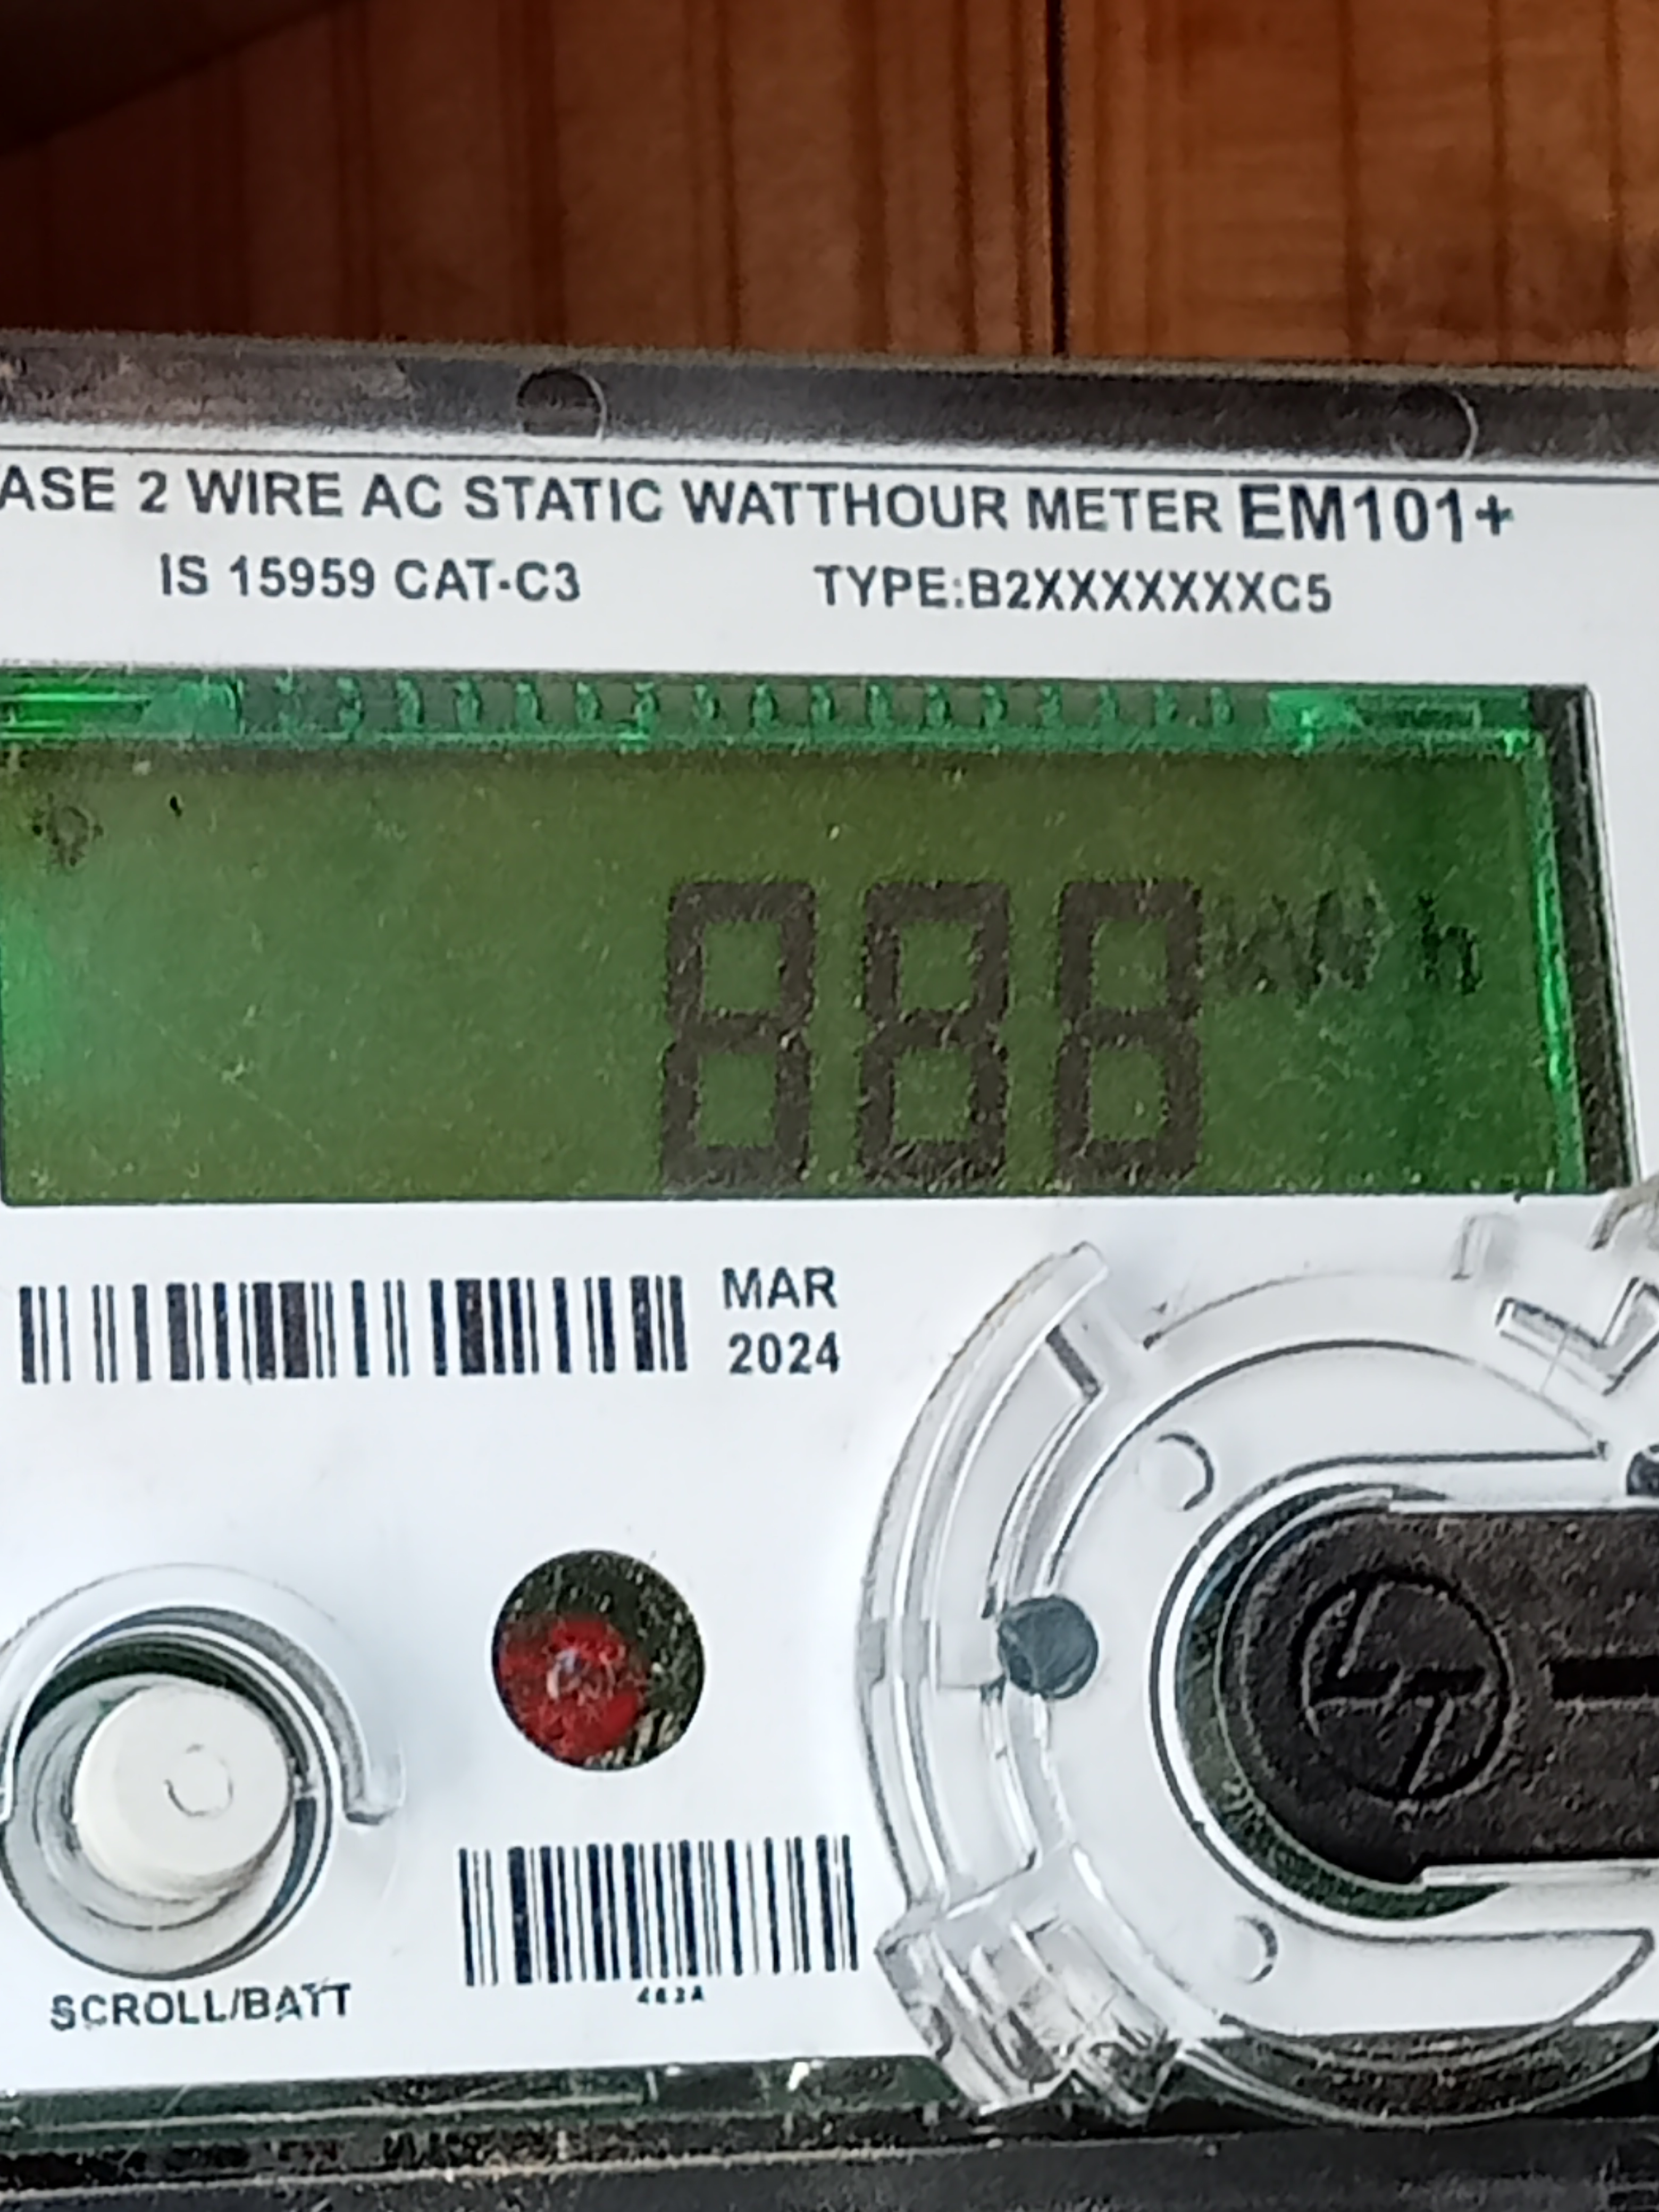 ASE 2 WIRE AC STATIC WATTHOUR METER EM101+
IS 15959 CAT-C3 TYPE:B2XXXXXXXC5
888 kWh
MAR
2024
SCROLL/BATT